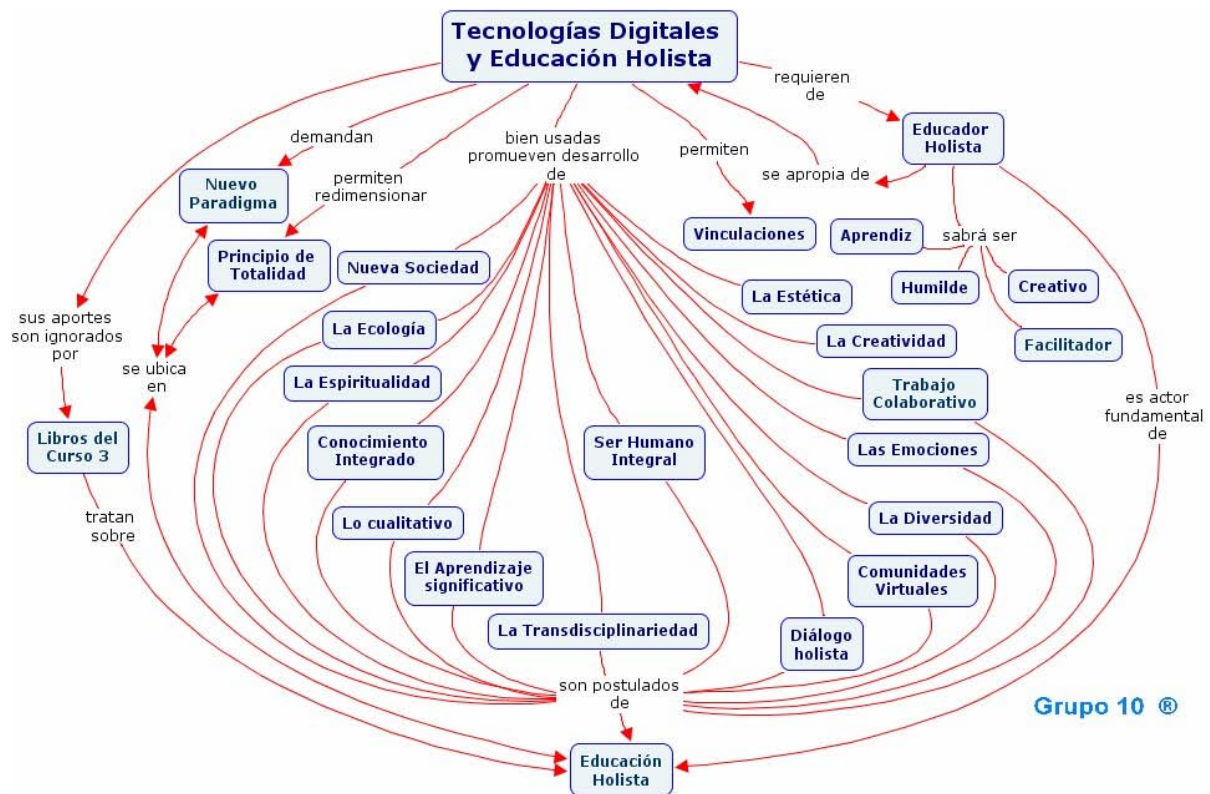 Tecnologías Digitales
y Educación Holista
requieren
de
Educador
Holista
demandan
bien usadas
promueven desarrollo
de
permiten
se apropia de
permiten
redimensionar
Nuevo
Paradigma
Vinculaciones
Aprendiz
sabrá ser
Principio de
Totalidad
Nueva Sociedad
Humilde
Creativo
La Estética
sus aportes
son ignorados
por
La Ecología
La Creatividad
Facilitador
se ubica
en
La Espiritualidad
Trabajo
Colaborativo
es actor
fundamental
de
Libros del
Curso 3
Conocimiento
Integrado
Ser Humano
Integral
Las Emociones
tratan
sobre
Lo cualitativo
La Diversidad
El Aprendizaje
significativo
Comunidades
Virtuales
La Transdisciplinariedad
Diálogo
holista
son postulados
de
Grupo 10 ®
Educación
Holista